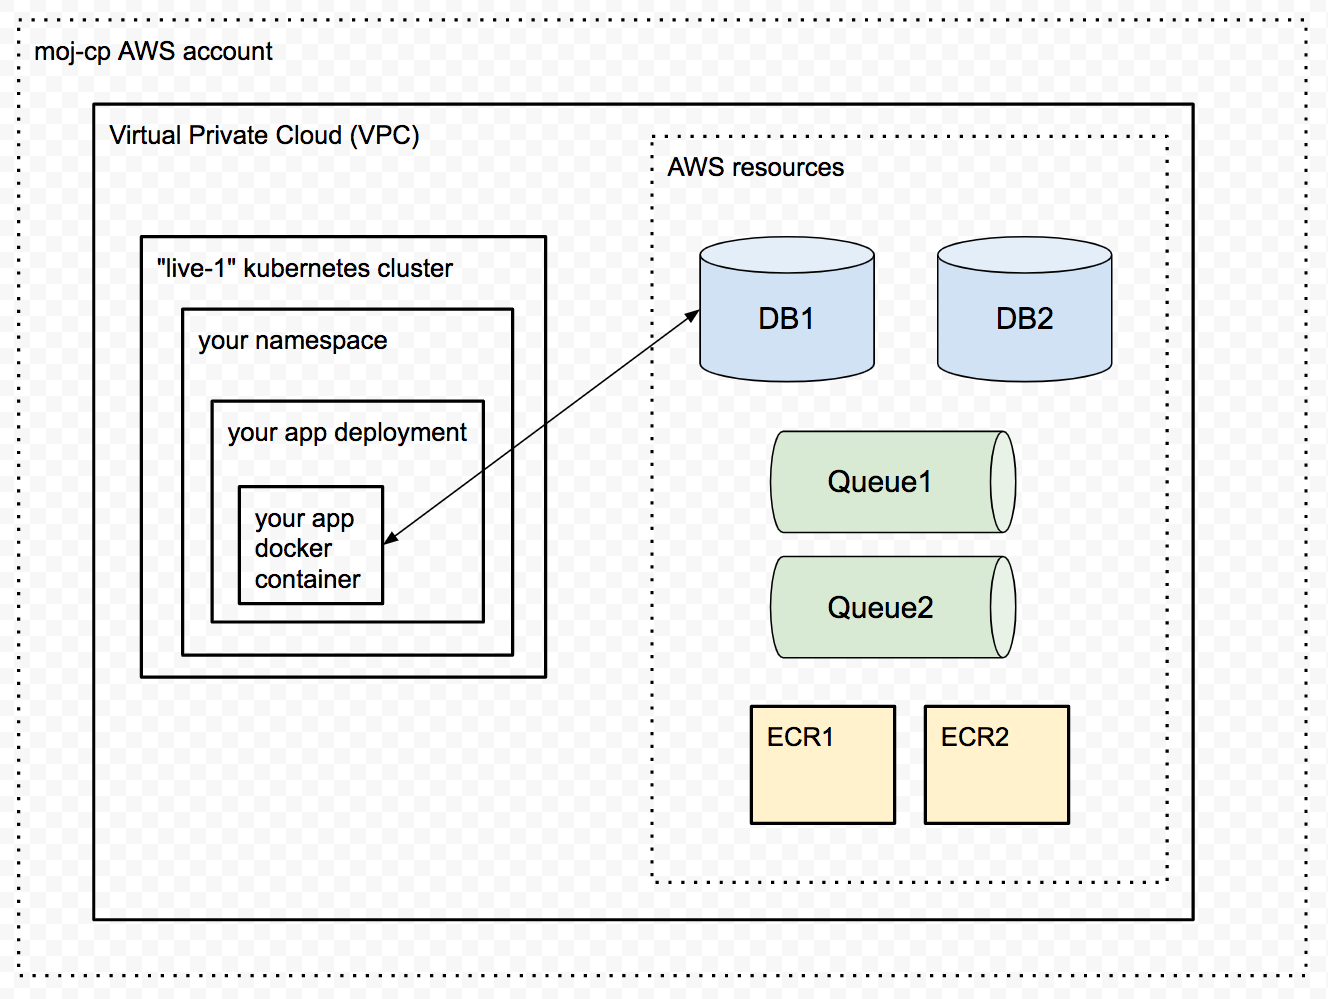 moj-cp AWS account
Virtual Private Cloud (VPC)
AWS resources
"live-1" kubernetes cluster
your namespace
your app deployment
your app
docker
container
DB1
DB2
Queue1
Queue2
ECR1
ECR2